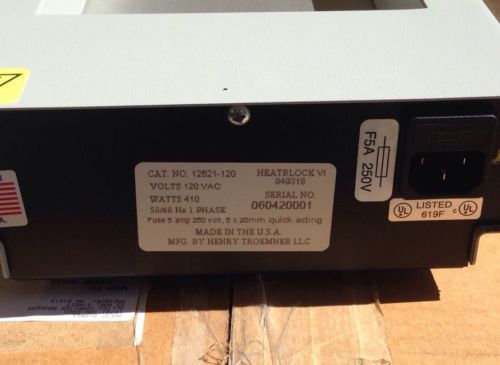 CAT. NO. 12621-120
HEATBLOCK VI
949318
VOLTS 120 VAC
WATTS 410
SERIAL NO.
060420001
50/60 Hz 1 PHASE
Fuse 5 amp 250 Volt, 5 x 20mm quick acting
MADE IN THE U.S.A.
MFG. BY HENRY TROEMNER LLC
F5A 250V
UL
LISTED
619F
c UL